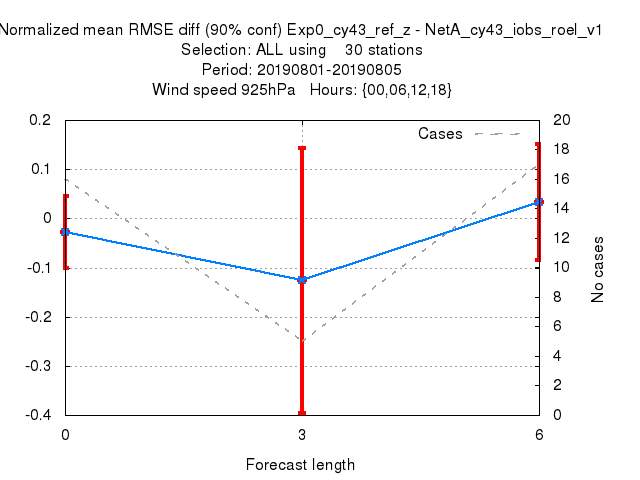 Normalized mean RMSE diff (90% conf) Exp0_cy43_ref_z - NetA_cy43_iobs_roel_v1
Selection: ALL using    30 stations
Period: 20190801-20190805
Wind speed 925hPa   Hours: {00,06,12,18}
Cases
0.2
0.1
0
-0.1
-0.2
-0.3
-0.4
20
18
16
14
12
10
8
6
4
2
0
No cases
0 3 6
Forecast length